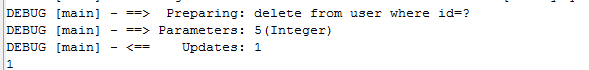 DEBUG [main] - ==>  Preparing: delete from user where id=?
DEBUG [main] - ==> Parameters: 5(Integer)
DEBUG [main] - <==    Updates: 1
1